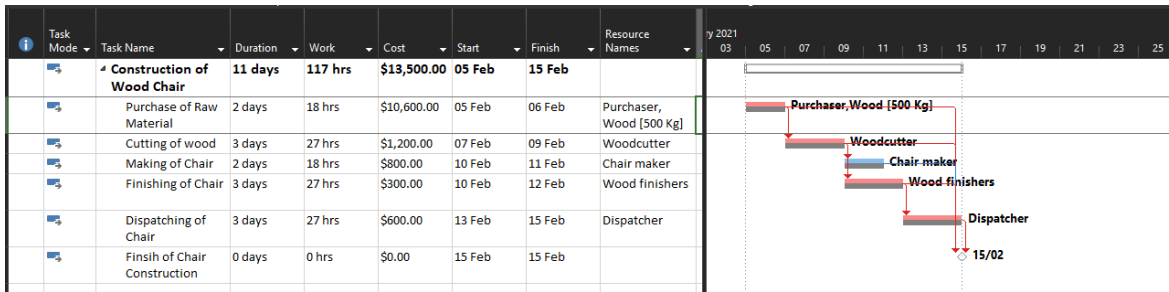 ry 2021
Task Mode Task Name Duration Work Cost Start Finish Resource Names
03 05 07 09 11 13 15 17 19 21 23 25
Construction of Wood Chair 11 days 117 hrs $13,500.00 05 Feb 15 Feb
Purchase of Raw Material 2 days 18 hrs $10,600.00 05 Feb 06 Feb Purchaser, Wood [500 Kg]
Purchaser,Wood [500 Kg]
Cutting of wood 3 days 27 hrs $1,200.00 07 Feb 09 Feb Woodcutter
Woodcutter
Making of Chair 2 days 18 hrs $800.00 10 Feb 11 Feb Chair maker
Chair maker
Finishing of Chair 3 days 27 hrs $300.00 10 Feb 12 Feb Wood finishers
Wood finishers
Dispatching of Chair 3 days 27 hrs $600.00 13 Feb 15 Feb Dispatcher
Dispatcher
Finsih of Chair Construction 0 days 0 hrs $0.00 15 Feb 15 Feb
15/02